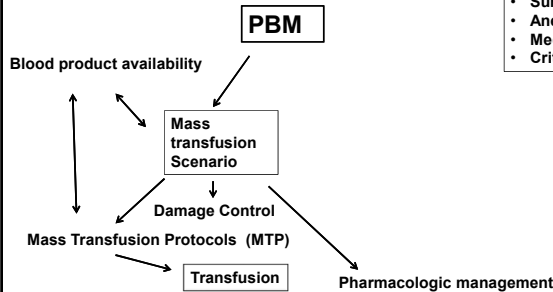 PBM
Blood product availability
Mass
transfusion
Scenario
Damage Control
Mass Transfusion Protocols (MTP)
Transfusion
Pharmacologic management